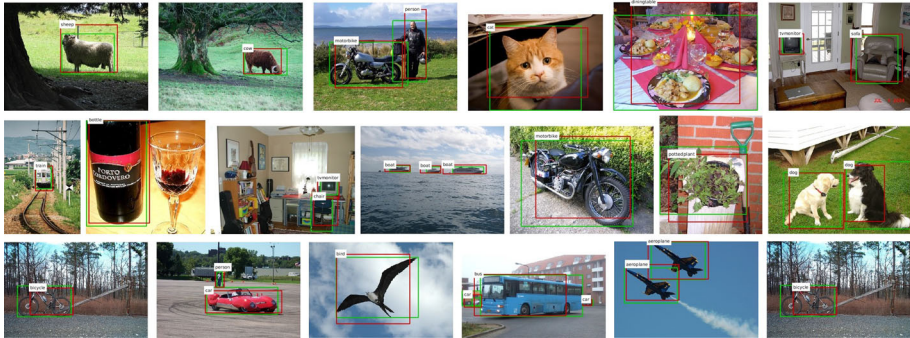 sheep
cow
person
motorbike
cat
diningtable
tvmonitor
sofa
train
bottle
PORTO
CORDOVERO
tvmonitor
chair
boat
boat
boat
motorbike
pottedplant
dog
dog
bicycle
person
car
bird
bus
car
car
aeroplane
aeroplane
bicycle